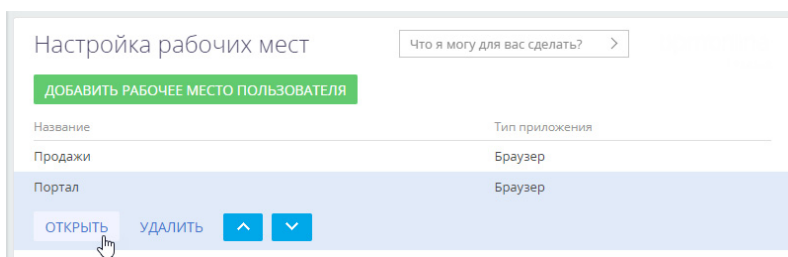 Настройка рабочих мест
Что я могу для вас сделать?
ДОБАВИТЬ РАБОЧЕЕ МЕСТО ПОЛЬЗОВАТЕЛЯ
Название Тип приложения
Продажи Браузер
Портал Браузер
ОТКРЫТЬ УДАЛИТЬ